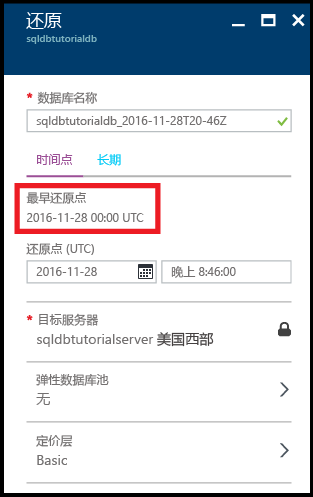 还原
sqldbtutorialdb
* 数据库名称
sqldbtutorialdb_2016-11-28T20-46Z
时间点 长期
最早还原点
2016-11-28 00:00 UTC
还原点 (UTC)
2016-11-28 晚上 8:46:00
* 目标服务器
sqldbtutorialserver 美国西部
弹性数据库池
无
定价层
Basic